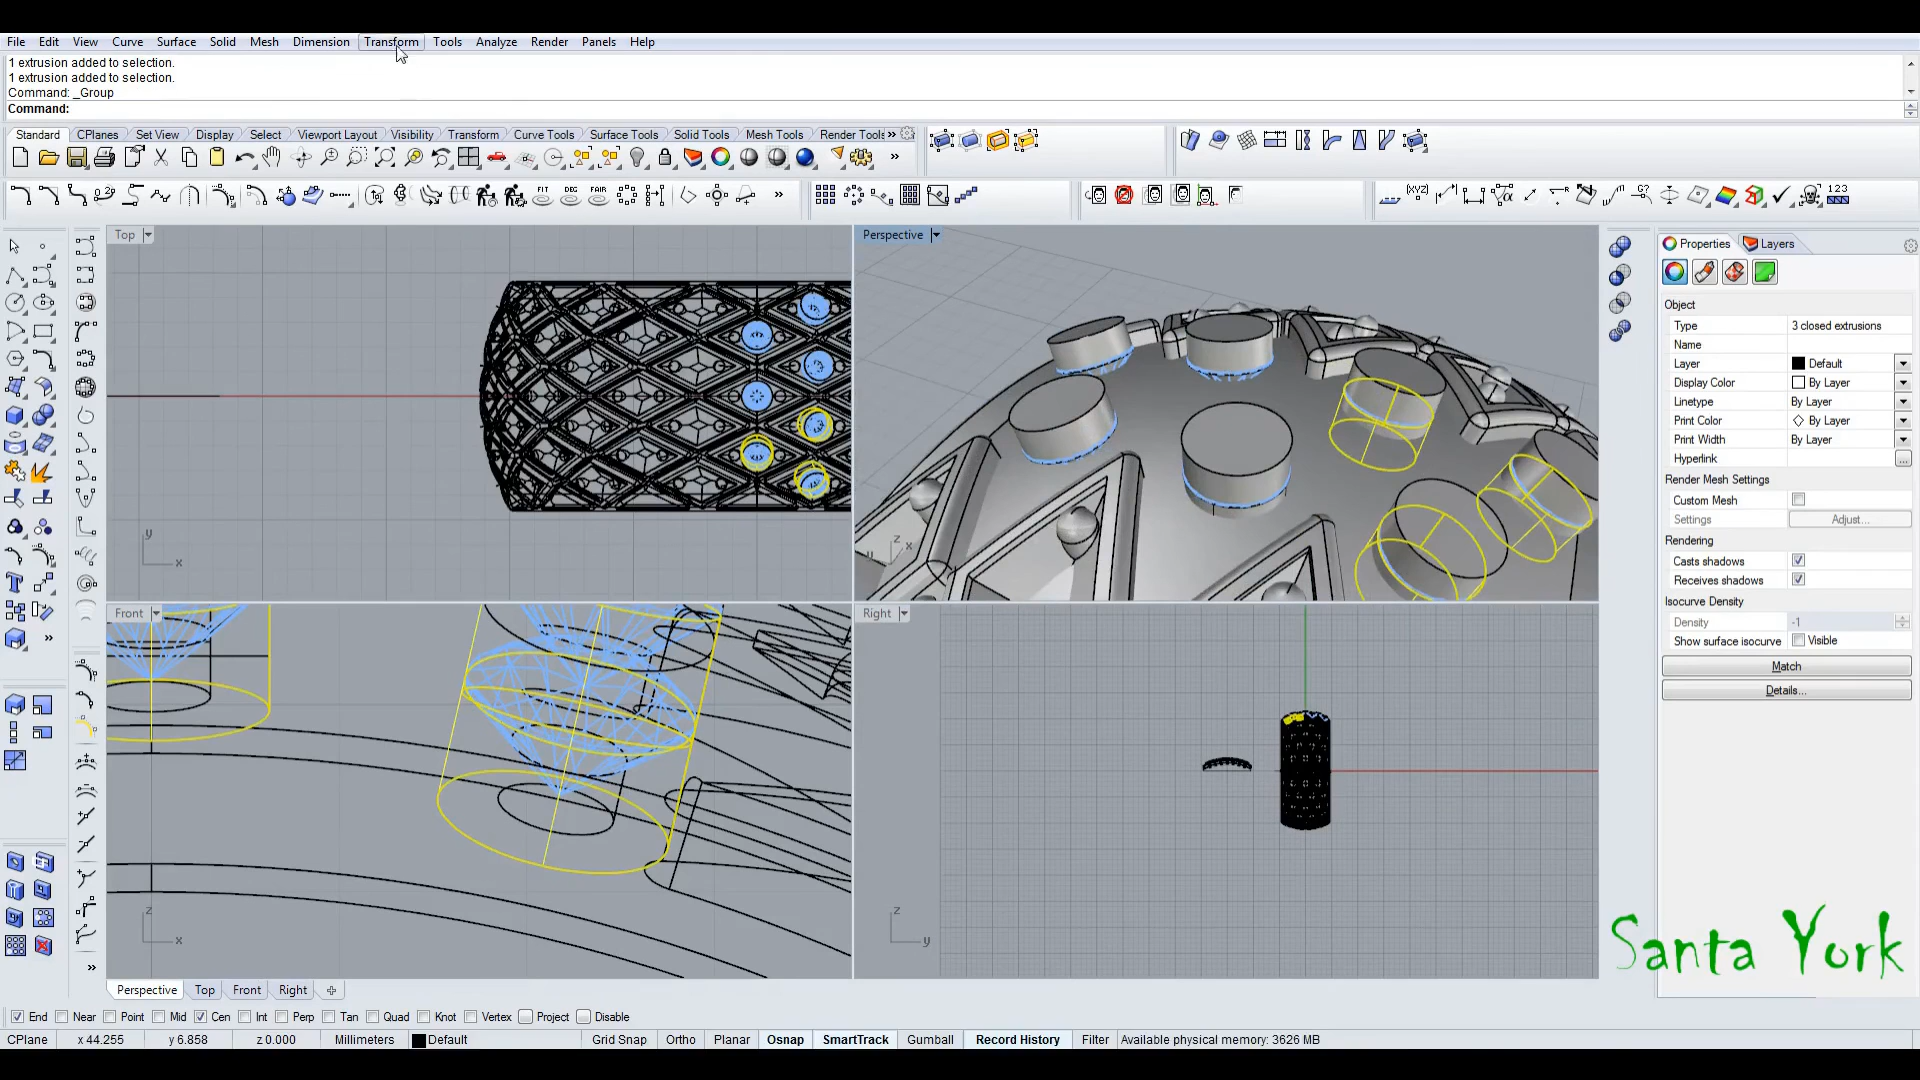 File Edit View Curve Surface Solid Mesh Dimension Transform Tools Analyze Render Panels Help
1 extrusion added to selection.
1 extrusion added to selection.
Command: _Group
Command:
Standard CPlanes Set View Display Select Viewport Layout Visibility Transform Curve Tools Surface Tools Solid Tools Mesh Tools Render Tools
Top
Perspective
Properties Layers
Object
Type 3 closed extrusions
Name
Layer Default
Display Color By Layer
Linetype By Layer
Print Color By Layer
Print Width By Layer
Hyperlink ...
Render Mesh Settings
Custom Mesh
Settings Adjust...
Rendering
Casts shadows
Receives shadows
Isocurve Density
Density -1
Show surface isocurve Visible
Match
Details...
Front
Right
Santa York
Perspective Top Front Right
End Near Point Mid Cen Int Perp Tan Quad Knot Vertex Project Disable
CPlane x 44.255 y 6.858 z 0.000 Millimeters Default Grid Snap Ortho Planar Osnap SmartTrack Gumball Record History Filter Available physical memory: 3626 MB